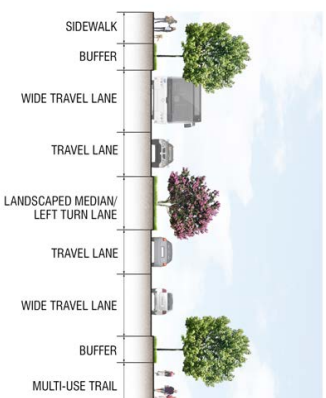 SIDEWALK
BUFFER
WIDE TRAVEL LANE
TRAVEL LANE
LANDSCAPED MEDIAN/
LEFT TURN LANE
TRAVEL LANE
WIDE TRAVEL LANE
BUFFER
MULTI-USE TRAIL